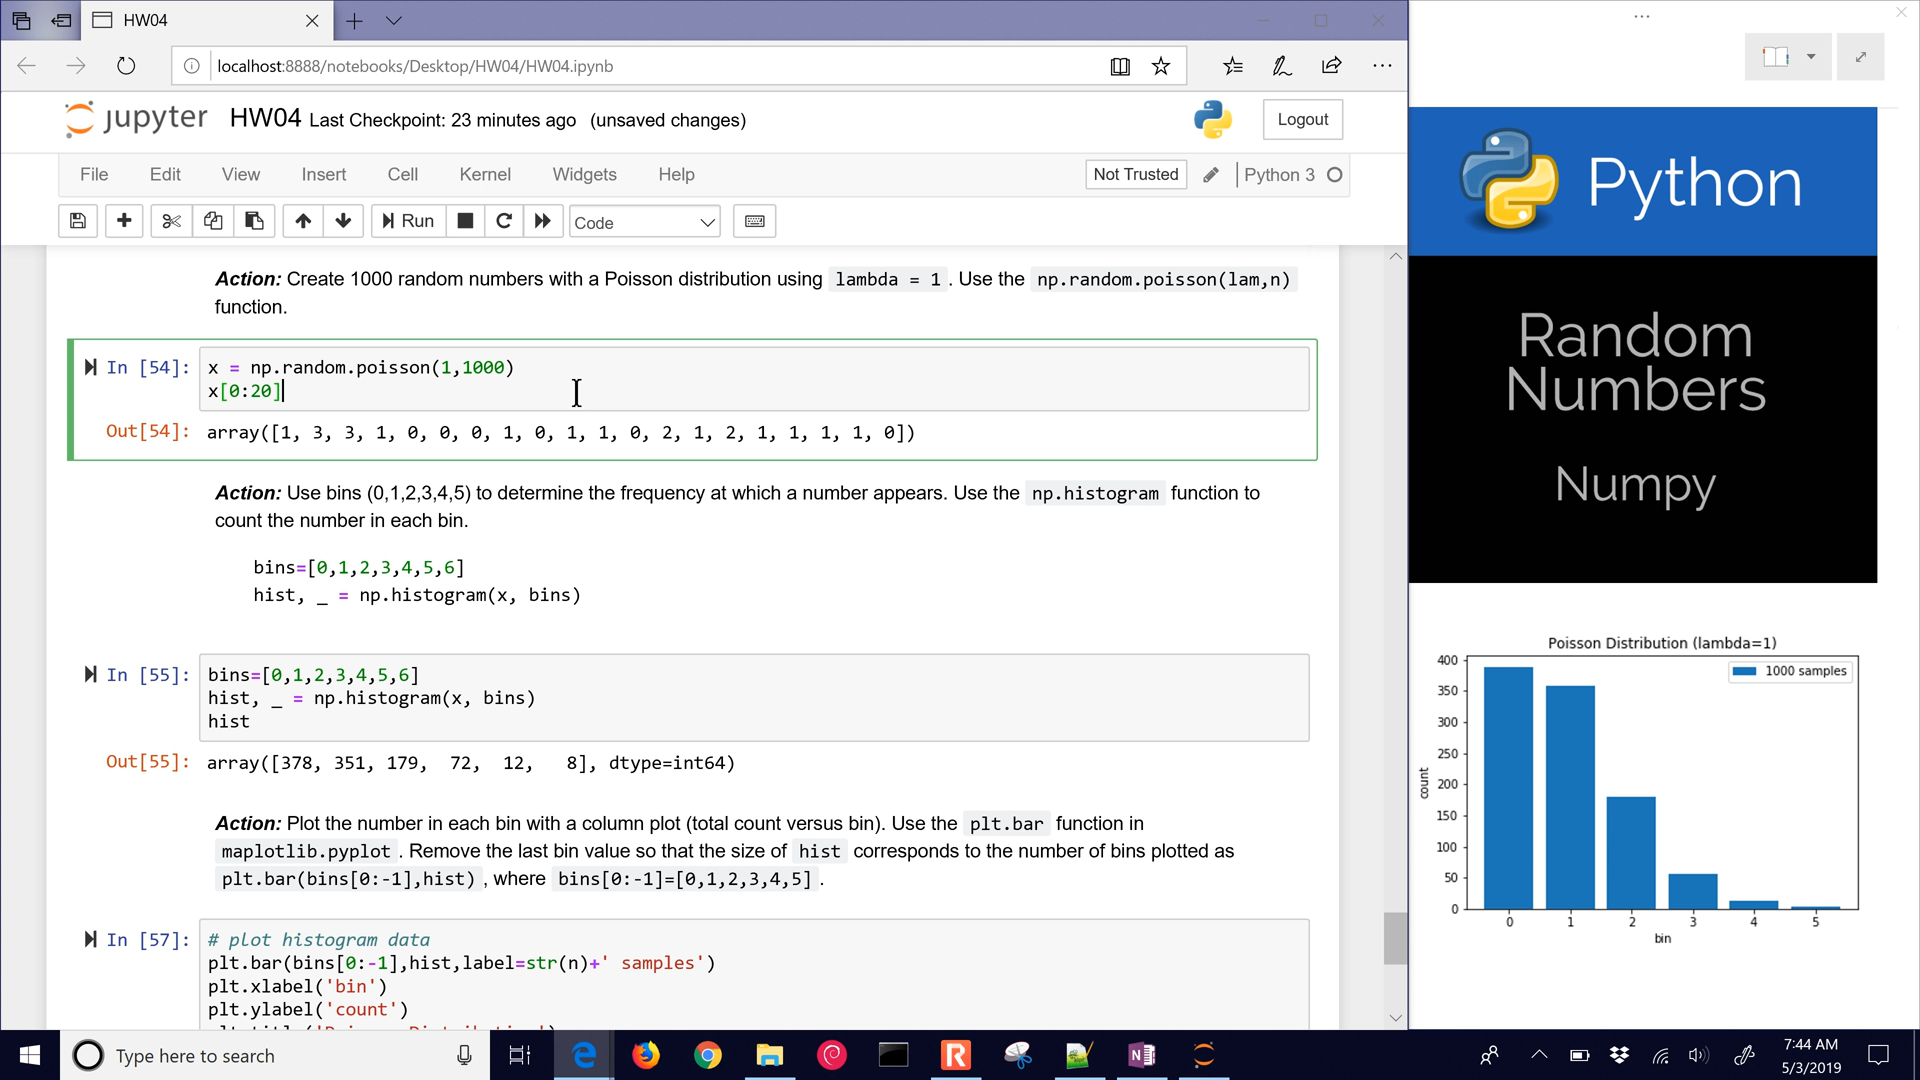 HW04
localhost:8888/notebooks/Desktop/HW04/HW04.ipynb
jupyter HW04 Last Checkpoint: 23 minutes ago (unsaved changes)
Logout
File Edit View Insert Cell Kernel Widgets Help
Not Trusted
Python 3
Run
Code
Action: Create 1000 random numbers with a Poisson distribution using lambda = 1 . Use the np.random.poisson(lam,n)
function.
In [54]: x = np.random.poisson(1,1000)
x[0:20]
Out[54]: array([1, 3, 3, 1, 0, 0, 0, 1, 0, 1, 1, 0, 2, 1, 2, 1, 1, 1, 1, 0])
Action: Use bins (0,1,2,3,4,5) to determine the frequency at which a number appears. Use the np.histogram function to
count the number in each bin.
bins=[0,1,2,3,4,5,6]
hist, _ = np.histogram(x, bins)
In [55]: bins=[0,1,2,3,4,5,6]
hist, _ = np.histogram(x, bins)
hist
Out[55]: array([378, 351, 179,  72,  12,   8], dtype=int64)
Action: Plot the number in each bin with a column plot (total count versus bin). Use the plt.bar function in
maplotlib.pyplot . Remove the last bin value so that the size of hist corresponds to the number of bins plotted as
plt.bar(bins[0:-1],hist) , where bins[0:-1]=[0,1,2,3,4,5] .
In [57]: # plot histogram data
plt.bar(bins[0:-1],hist,label=str(n)+' samples')
plt.xlabel('bin')
plt.ylabel('count')
Python
Random
Numbers
Numpy
Poisson Distribution (lambda=1)
1000 samples
400
350
300
250
200
150
100
50
0
count
0 1 2 3 4 5
bin
Type here to search
7:44 AM
5/3/2019